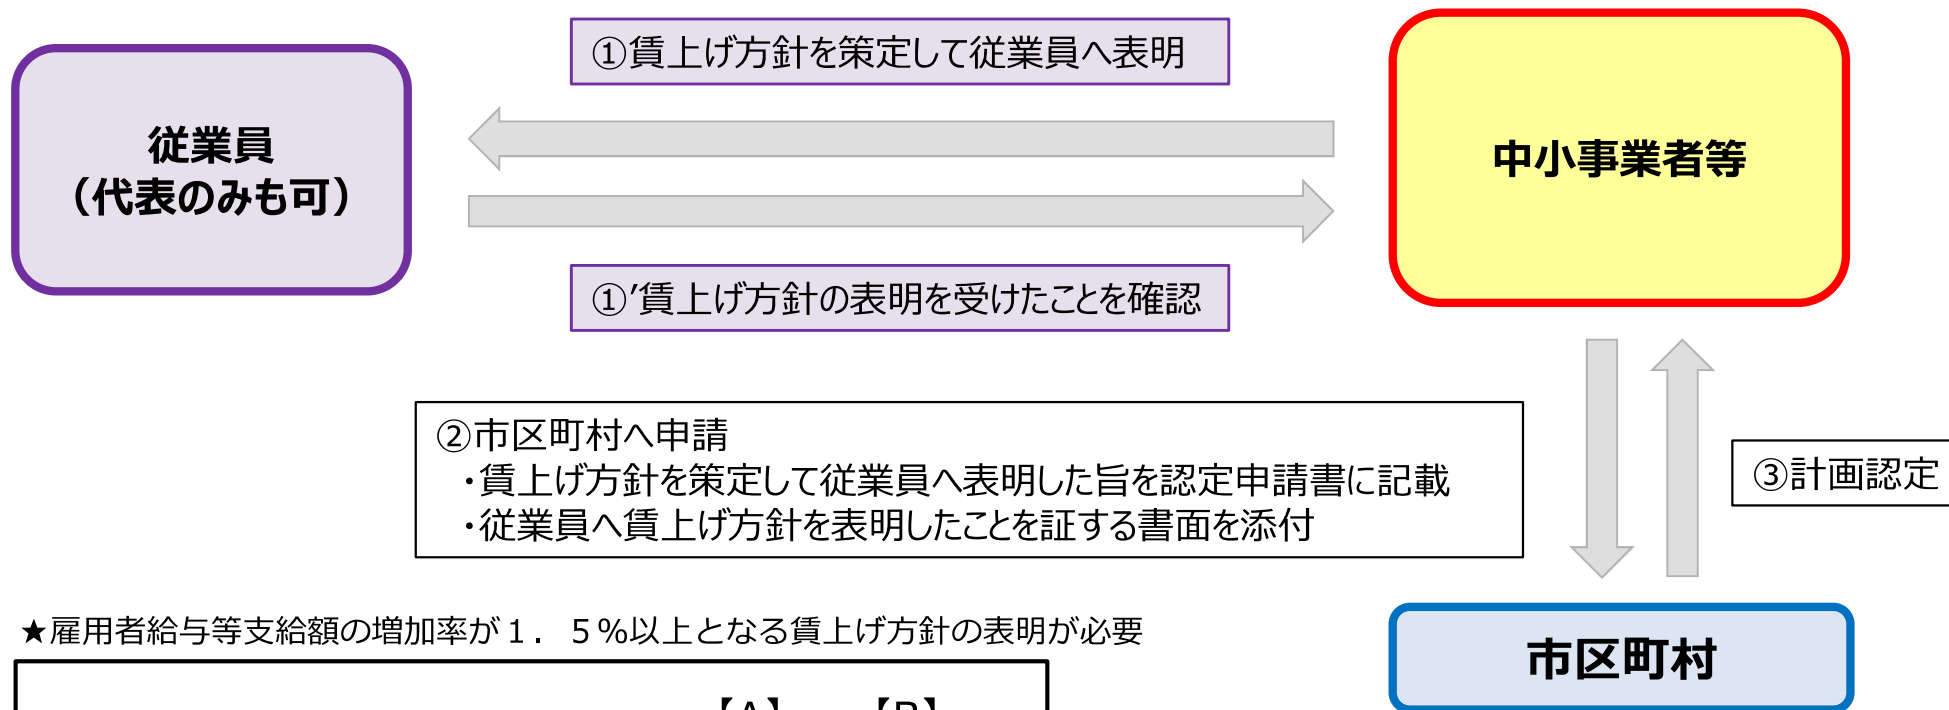 ①賃上げ方針を策定して従業員へ表明
従業員
（代表のみも可）
中小事業者等
①’賃上げ方針の表明を受けたことを確認
②市区町村へ申請
・賃上げ方針を策定して従業員へ表明した旨を認定申請書に記載
・従業員へ賃上げ方針を表明したことを証する書面を添付
③計画認定
★雇用者給与等支給額の増加率が１．５％以上となる賃上げ方針の表明が必要
市区町村
【A】 【B】